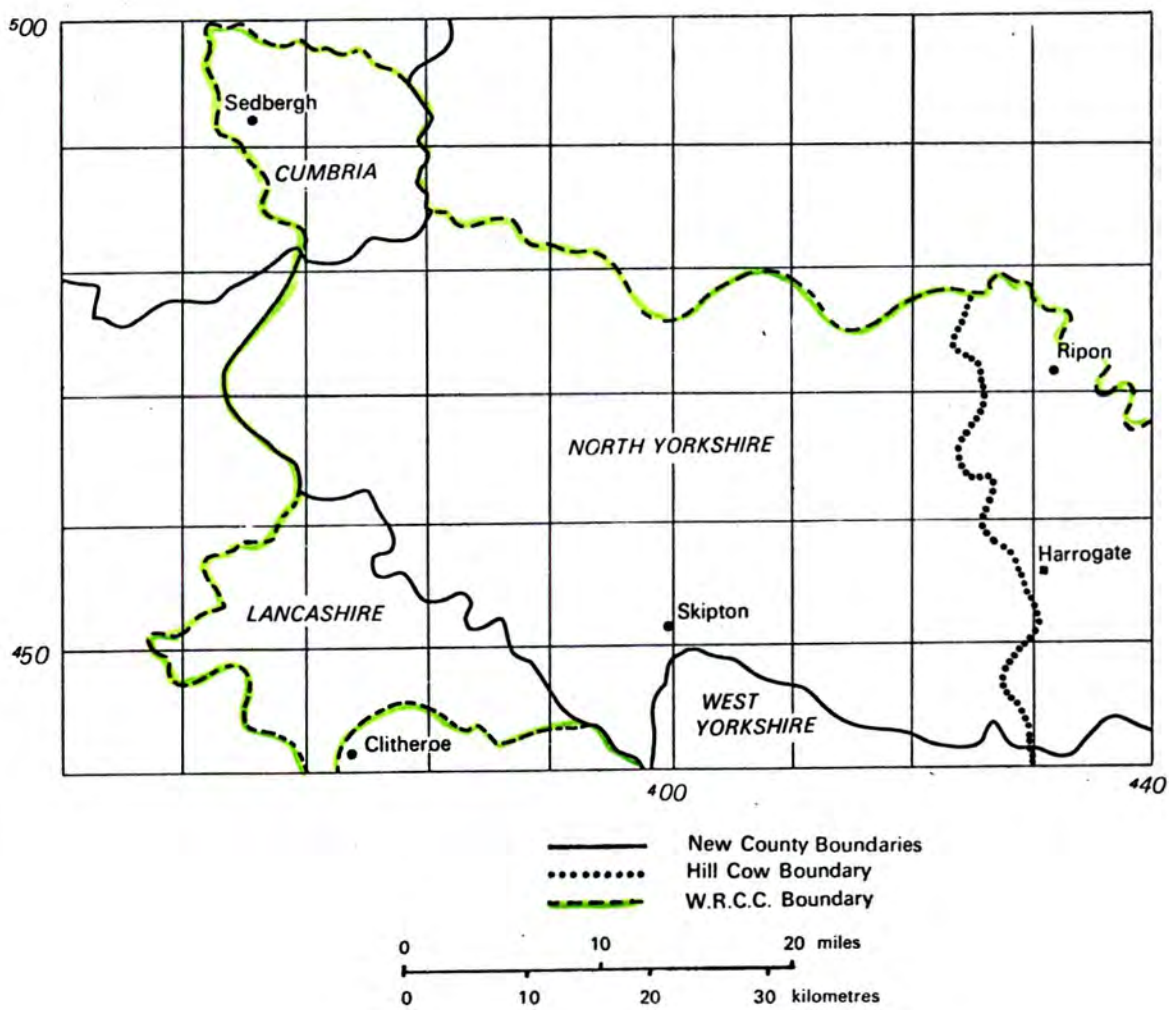 500
Sedbergh
CUMBRIA
Ripon
NORTH YORKSHIRE
Harrogate
LANCASHIRE
Skipton
450
WEST
YORKSHIRE
Clitheroe
400
440
New County Boundaries
Hill Cow Boundary
W.R.C.C. Boundary
0 10 20 miles
0 10 20 30 kilometres